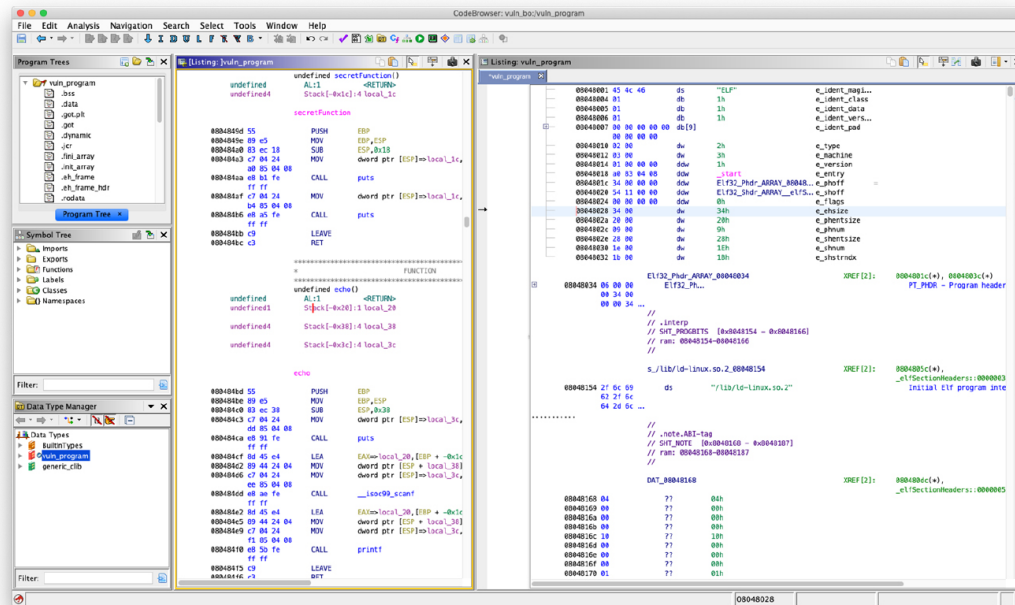 CodeBrowser: vuln_bo:/vuln_program
File Edit Analysis Navigation Search Select Tools Window Help
Program Trees
vuln_program
.bss
.data
.got.plt
.got
.dynamic
.jcr
.fini_array
.init_array
.eh_frame
.eh_frame_hdr
.rodata
Program Tree ×
Symbol Tree
Imports
Exports
Functions
Labels
Classes
Namespaces
Filter:
Data Type Manager
Data Types
BuiltInTypes
vuln_program
generic_clib
Filter:
[Listing: ]vuln_program
undefined secretFunction()
undefined AL:1 <RETURN>
undefined4 Stack[-0x1c]:4 local_1c
secretFunction
0804849d 55 PUSH EBP
0804849e 89 e5 MOV EBP,ESP
080484a0 83 ec 18 SUB ESP,0x18
080484a3 c7 04 24 MOV dword ptr [ESP]=>local_1c,
a0 85 04 08
080484aa e8 b1 fe CALL puts
ff ff
080484af c7 04 24 MOV dword ptr [ESP]=>local_1c,
b4 85 04 08
080484b6 e8 a5 fe CALL puts
ff ff
080484bb c9 LEAVE
080484bc c3 RET
* FUNCTION
undefined echo()
undefined AL:1 <RETURN>
undefined1 Stack[-0x20]:1 local_20
undefined4 Stack[-0x38]:4 local_38
undefined4 Stack[-0x3c]:4 local_3c
echo
080484bd 55 PUSH EBP
080484be 89 e5 MOV EBP,ESP
080484c0 83 ec 38 SUB ESP,0x38
080484c3 c7 04 24 MOV dword ptr [ESP]=>local_3c,
dd 85 04 08
080484ca e8 91 fe CALL puts
ff ff
080484cf 8d 45 e4 LEA EAX=>local_20,[EBP + -0x1c
080484d2 89 44 24 04 MOV dword ptr [ESP + local_38]
080484d6 c7 04 24 MOV dword ptr [ESP]=>local_3c,
ee 85 04 08
080484dd e8 ae fe CALL __isoc99_scanf
ff ff
080484e2 8d 45 e4 LEA EAX=>local_20,[EBP + -0x1c
080484e5 89 44 24 04 MOV dword ptr [ESP + local_38]
080484e9 c7 04 24 MOV dword ptr [ESP]=>local_3c,
f1 85 04 08
080484f0 e8 5b fe CALL printf
ff ff
080484f5 c9 LEAVE
080484f6 c3 RET
Listing: vuln_program
*vuln_program
08048001 45 4c 46 ds "ELF" e_ident_magi...
08048004 01 db 1h e_ident_class
08048005 01 db 1h e_ident_data
08048006 01 db 1h e_ident_vers...
08048007 00 00 00 00 00 db[9] e_ident_pad
00 00 00 00
08048010 02 00 dw 2h e_type
08048012 03 00 dw 3h e_machine
08048014 01 00 00 00 ddw 1h e_version
08048018 a0 83 04 08 ddw _start e_entry
0804801c 34 00 00 00 ddw Elf32_Phdr_ARRAY_08048... e_phoff =
08048020 54 11 00 00 ddw Elf32_Shdr_ARRAY__elfS... e_shoff
08048024 00 00 00 00 ddw 0h e_flags
08048028 34 00 dw 34h e_ehsize
0804802a 20 00 dw 20h e_phentsize
0804802c 09 00 dw 9h e_phnum
0804802e 28 00 dw 28h e_shentsize
08048030 1e 00 dw 1Eh e_shnum
08048032 1b 00 dw 1Bh e_shstrndx
Elf32_Phdr_ARRAY_08048034 XREF[2]: 0804801c(*), 0804803c(*)
08048034 06 00 00 Elf32_Ph... PT_PHDR - Program header
00 34 00
00 00 34 ...
//
// .interp
// SHT_PROGBITS [0x8048154 - 0x8048166]
// ram: 08048154-08048166
//
s_/lib/ld-linux.so.2_08048154 XREF[2]: 0804805c(*),
_elfSectionHeaders::0000003
08048154 2f 6c 69 ds "/lib/ld-linux.so.2" Initial Elf program inte
62 2f 6c
64 2d 6c ...
//
// .note.ABI-tag
// SHT_NOTE [0x8048168 - 0x8048187]
// ram: 08048168-08048187
//
DAT_08048168 XREF[2]: 080480dc(*),
_elfSectionHeaders::0000005
08048168 04 ?? 04h
08048169 00 ?? 00h
0804816a 00 ?? 00h
0804816b 00 ?? 00h
0804816c 10 ?? 10h
0804816d 00 ?? 00h
0804816e 00 ?? 00h
0804816f 00 ?? 00h
08048170 01 ?? 01h
08048028